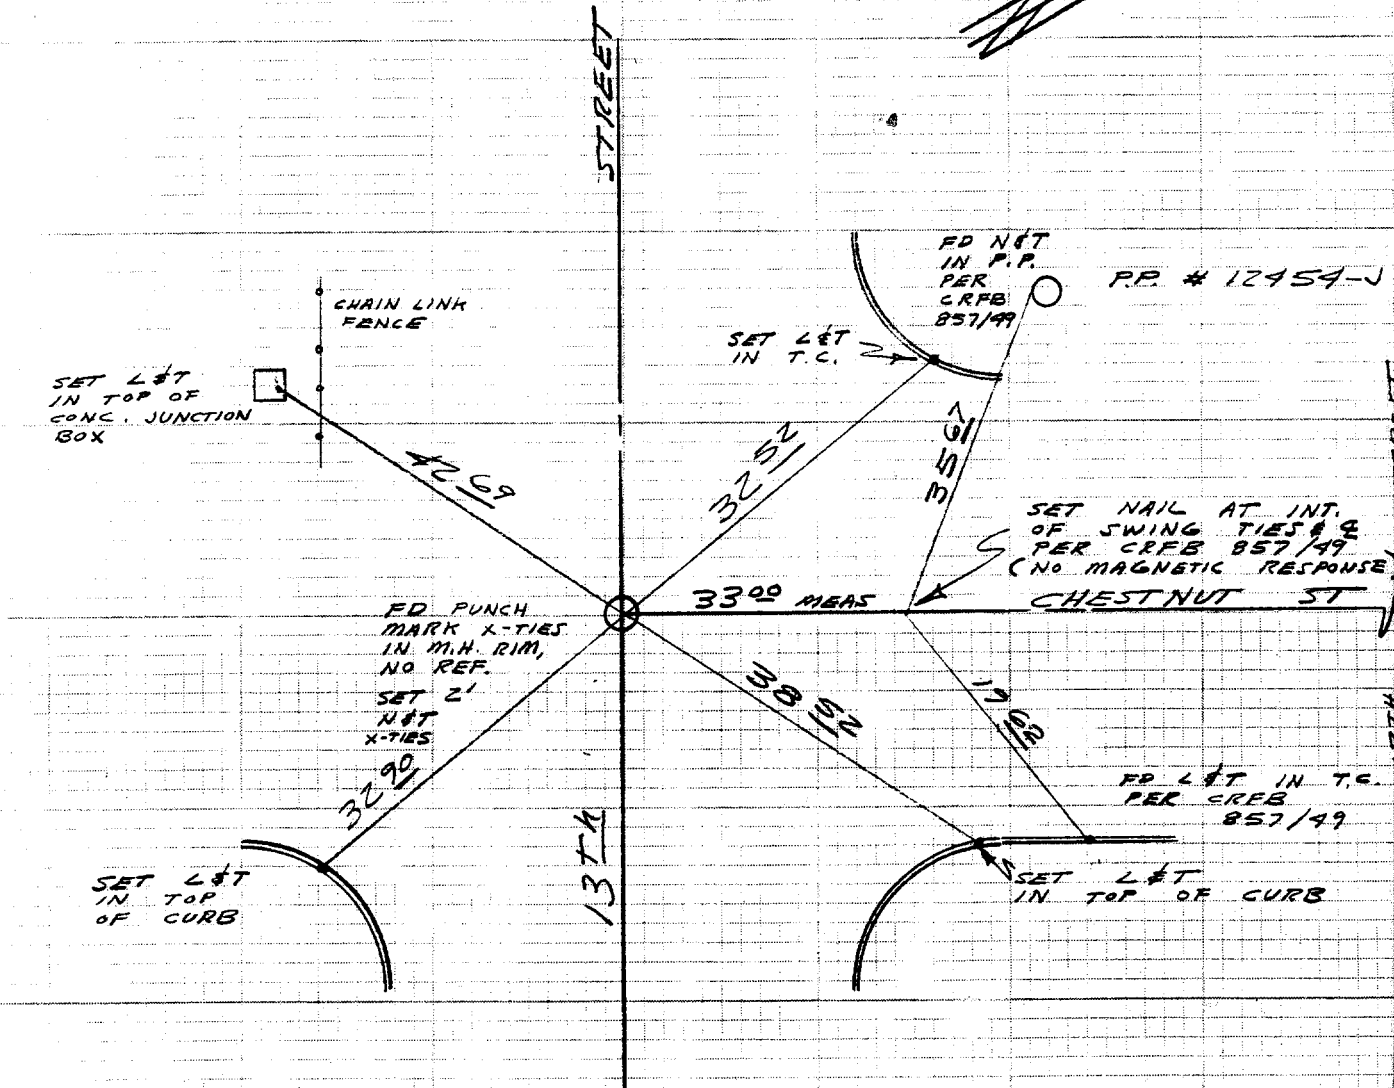 STREET
FD N&T
IN P.P.
PER
CRFB
857/49
P.P. # 12454-J
CHAIN LINK
FENCE
SET L&T
IN T.C.
SET L&T
IN TOP OF
CONC. JUNCTION
BOX
42 69
32 52
35 67
SET NAIL AT INT.
OF SWING TIES & ℄
PER CRFB 857/49
(NO MAGNETIC RESPONSE)
33 00 MEAS
CHESTNUT ST
FD PUNCH
MARK X-TIES
IN M.H. RIM,
NO REF.
SET 2'
N&T
X-TIES
38 152
32 90
FD L&T IN T.C.
PER CRFB
857/49
13TH
SET L&T
IN TOP
OF CURB
SET L&T
IN TOP OF CURB